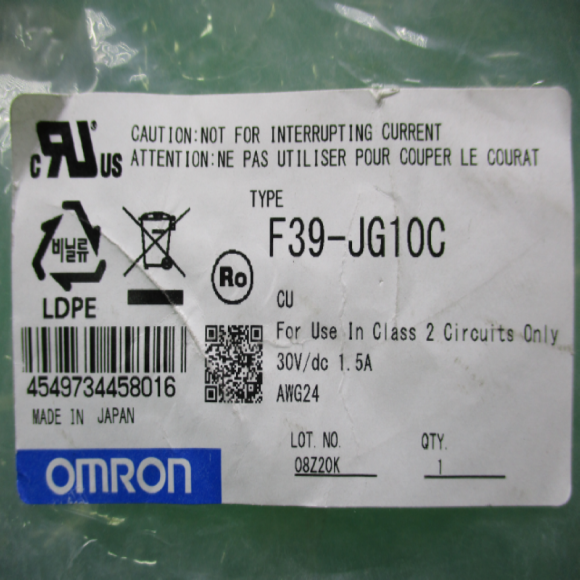 c RU US
CAUTION:NOT FOR INTERRUPTING CURRENT
ATTENTION:NE PAS UTILISER POUR COUPER LE COURAT
TYPE
F39-JG10C
비닐류
LDPE
Ro
CU
For Use In Class 2 Circuits Only
30V/dc 1.5A
AWG24
4549734458016
MADE IN JAPAN
LOT. NO. QTY.
08Z20K 1
OMRON